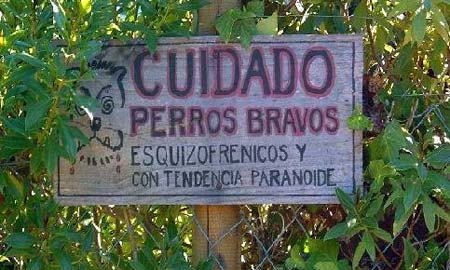 CUIDADO
PERROS BRAVOS
ESQUIZOFRENICOS Y
CON TENDENCIA PARANOIDE